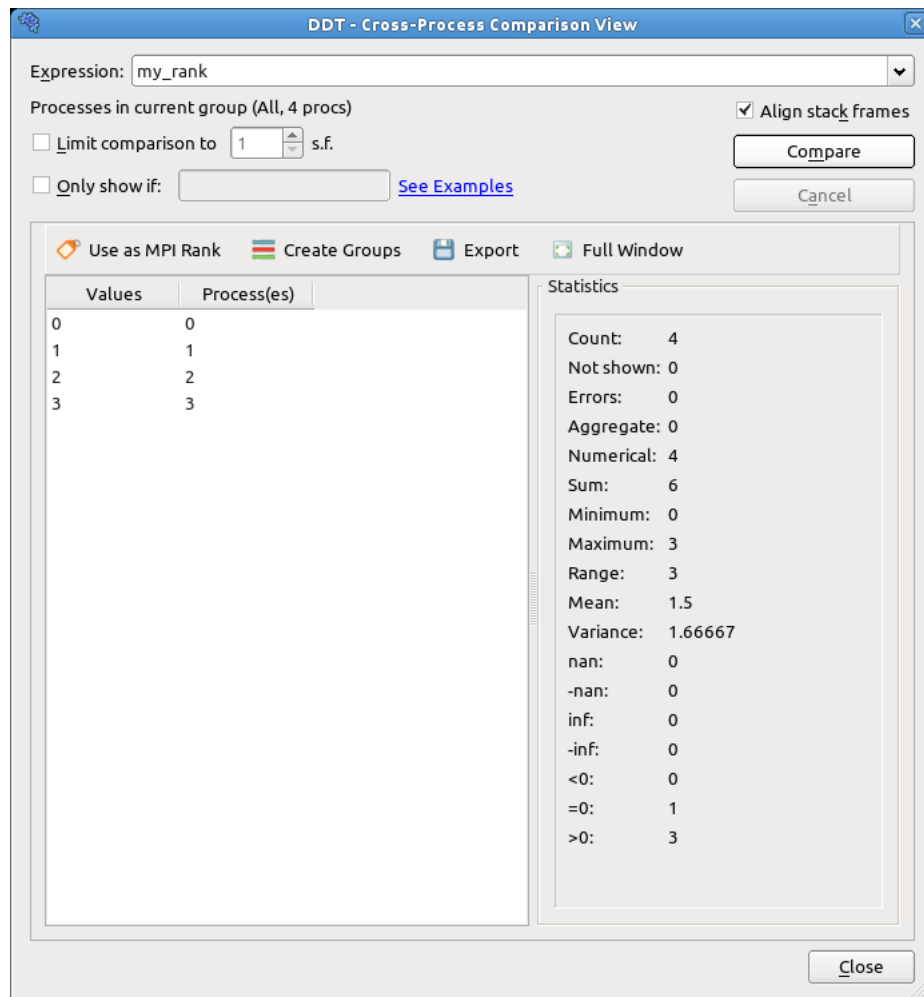 DDT - Cross-Process Comparison View
Expression: my_rank
Processes in current group (All, 4 procs)
Align stack frames
Limit comparison to 1 s.f.
Compare
Only show if: See Examples
Cancel
Use as MPI Rank Create Groups Export Full Window
Values Process(es)
0 0
1 1
2 2
3 3
Statistics
Count: 4
Not shown: 0
Errors: 0
Aggregate: 0
Numerical: 4
Sum: 6
Minimum: 0
Maximum: 3
Range: 3
Mean: 1.5
Variance: 1.66667
nan: 0
-nan: 0
inf: 0
-inf: 0
<0: 0
=0: 1
>0: 3
Close